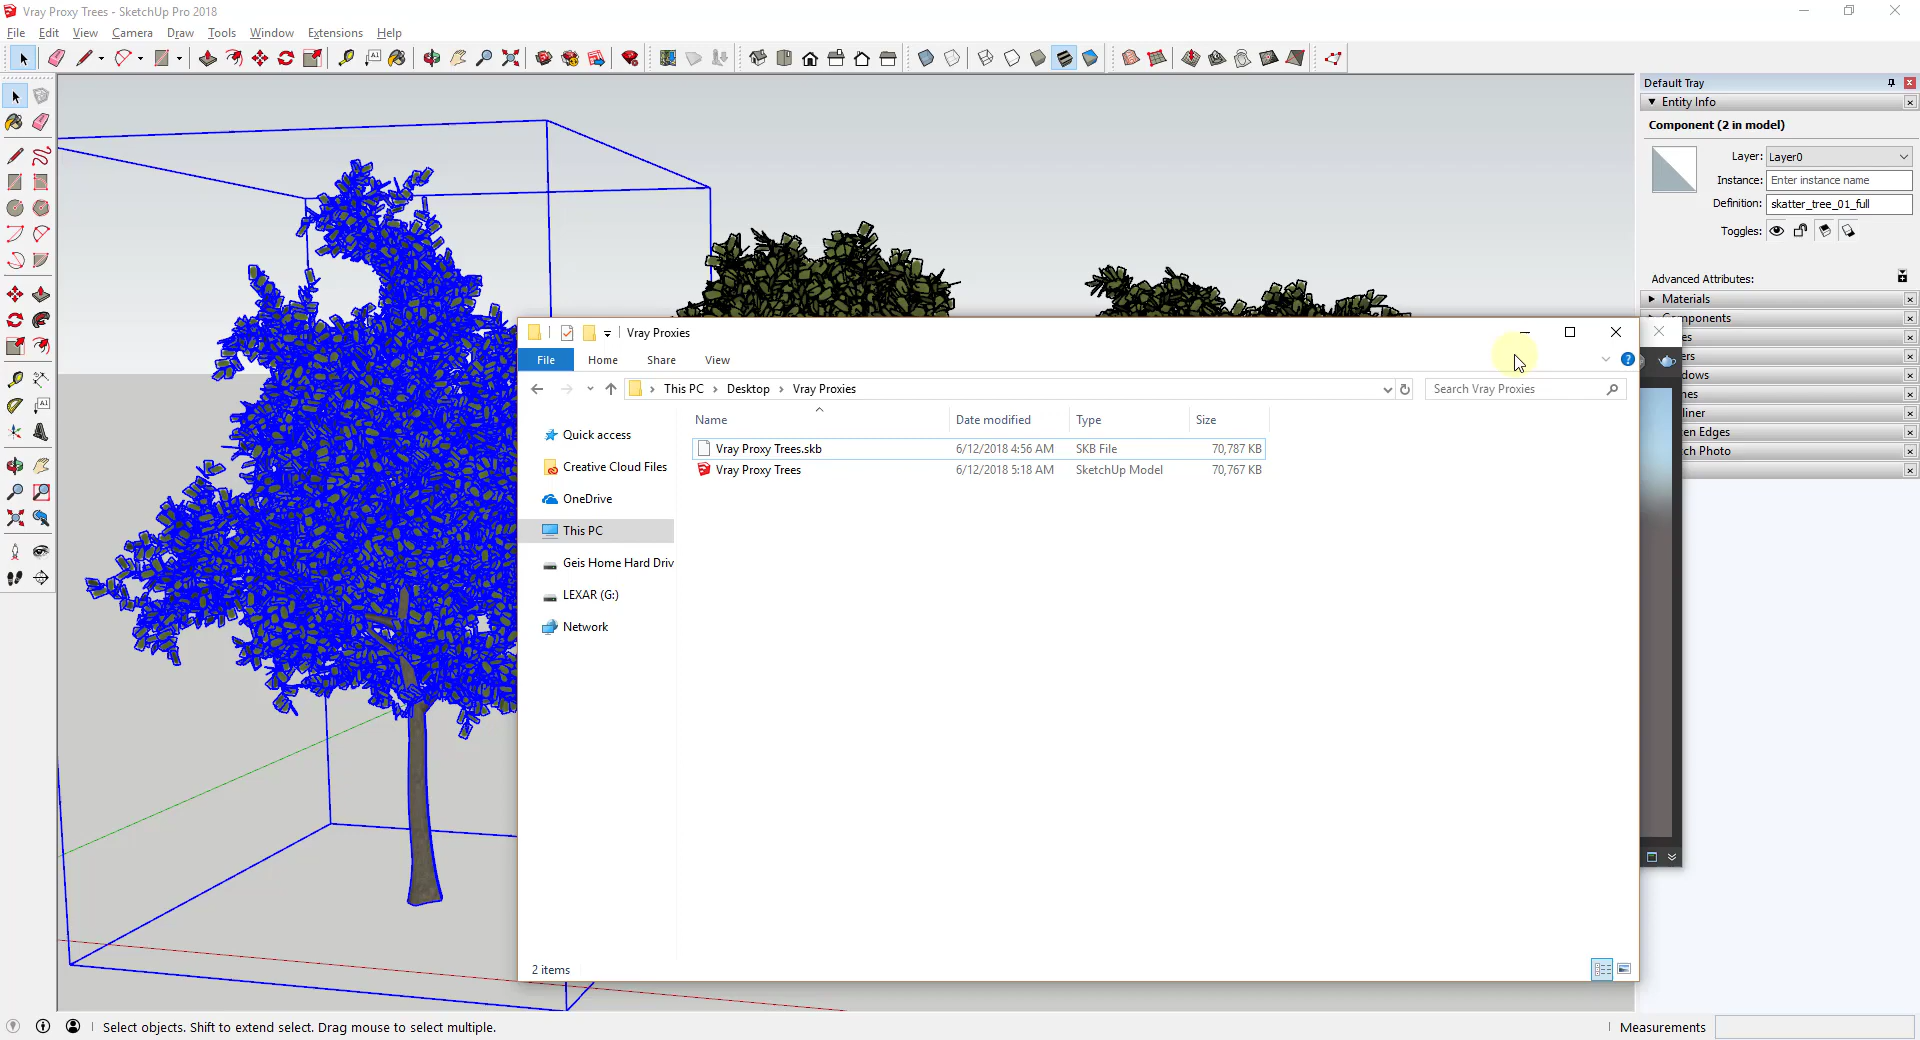 Vray Proxy Trees - SketchUp Pro 2018
File Edit View Camera Draw Tools Window Extensions Help
Default Tray
Entity Info
Component (2 in model)
Layer: Layer0
Instance: Enter instance name
Definition: skatter_tree_01_full
Toggles:
Advanced Attributes:
Materials
Components
Vray Proxies
File Home Share View
This PC Desktop Vray Proxies
Search Vray Proxies
Name Date modified Type Size
Vray Proxy Trees.skb 6/12/2018 4:56 AM SKB File 70,787 KB
Vray Proxy Trees 6/12/2018 5:18 AM SketchUp Model 70,767 KB
Quick access
Creative Cloud Files
OneDrive
This PC
Geis Home Hard Driv
LEXAR (G:)
Network
2 items
Select objects. Shift to extend select. Drag mouse to select multiple.
Measurements